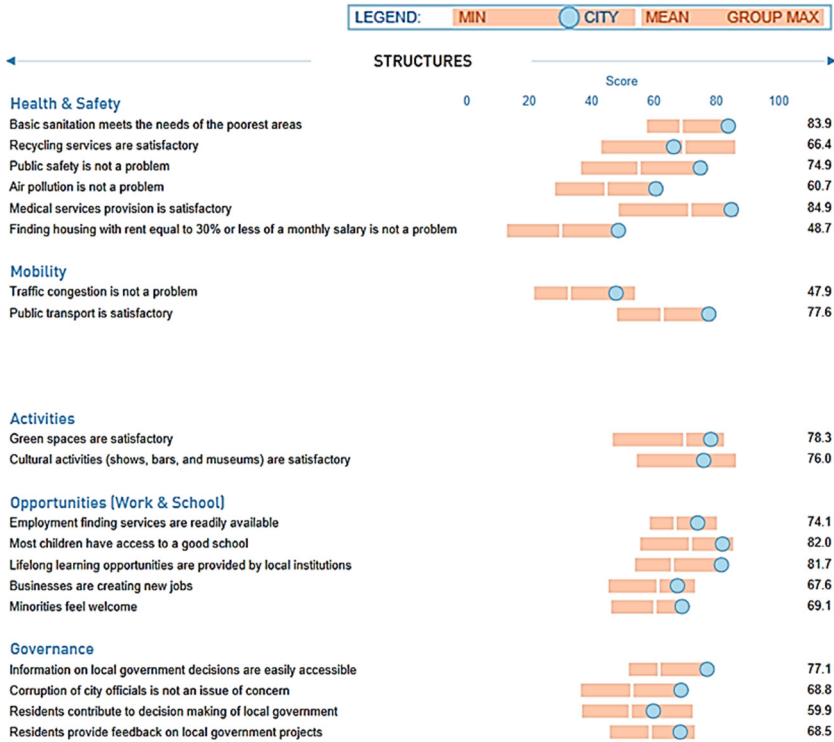 LEGEND: MIN CITY MEAN GROUP MAX
STRUCTURES
Score
Health & Safety 0 20 40 60 80 100
Basic sanitation meets the needs of the poorest areas 83.9
Recycling services are satisfactory 66.4
Public safety is not a problem 74.9
Air pollution is not a problem 60.7
Medical services provision is satisfactory 84.9
Finding housing with rent equal to 30% or less of a monthly salary is not a problem 48.7
Mobility
Traffic congestion is not a problem 47.9
Public transport is satisfactory 77.6
Activities
Green spaces are satisfactory 78.3
Cultural activities (shows, bars, and museums) are satisfactory 76.0
Opportunities (Work & School)
Employment finding services are readily available 74.1
Most children have access to a good school 82.0
Lifelong learning opportunities are provided by local institutions 81.7
Businesses are creating new jobs 67.6
Minorities feel welcome 69.1
Governance
Information on local government decisions are easily accessible 77.1
Corruption of city officials is not an issue of concern 68.8
Residents contribute to decision making of local government 59.9
Residents provide feedback on local government projects 68.5